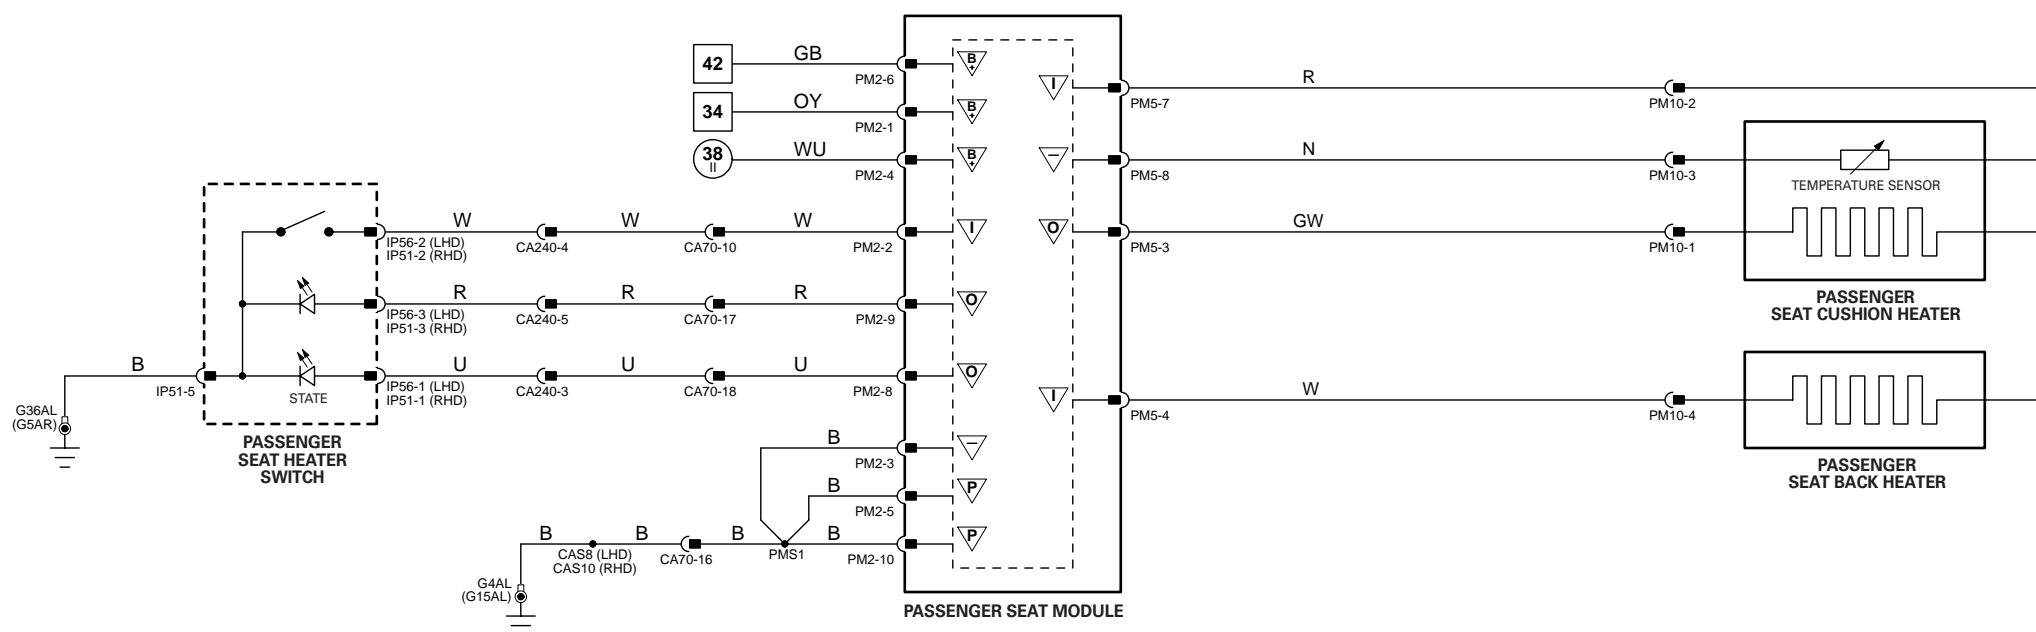 42
GB
PM2-6
B+
34
OY
PM2-1
B+
38
II
WU
PM2-4
B+
I
R
PM5-7
PM10-2
–
N
PM5-8
PM10-3
TEMPERATURE SENSOR
W
W
W
IP56-2 (LHD)
IP51-2 (RHD)
CA240-4
CA70-10
PM2-2
I
O
GW
PM5-3
PM10-1
PASSENGER
SEAT CUSHION HEATER
R
R
R
IP56-3 (LHD)
IP51-3 (RHD)
CA240-5
CA70-17
PM2-9
O
B
IP51-5
G36AL
(G5AR)
STATE
U
U
U
IP56-1 (LHD)
IP51-1 (RHD)
CA240-3
CA70-18
PM2-8
O
I
W
PM5-4
PM10-4
PASSENGER
SEAT HEATER
SWITCH
PASSENGER
SEAT BACK HEATER
B
PM2-3
–
B
PM2-5
P
B
B
B
B
CAS8 (LHD)
CAS10 (RHD)
CA70-16
PMS1
PM2-10
P
G4AL
(G15AL)
PASSENGER SEAT MODULE